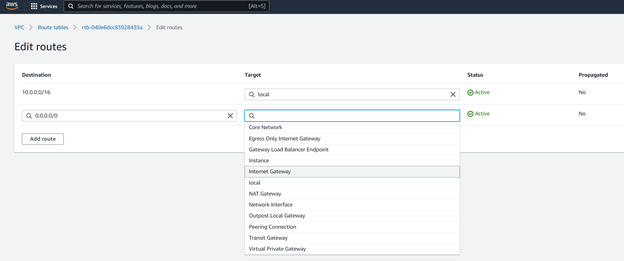 aws Services Search for services, features, blogs, docs, and more [Alt+S]
VPC > Route tables > rtb-040e6dcc83928435a > Edit routes
Edit routes
Destination Target Status Propagated
10.0.0.0/16 local Active No
0.0.0.0/0 Active No
Core Network
Add route
Egress Only Internet Gateway
Gateway Load Balancer Endpoint
Instance
Internet Gateway
local
NAT Gateway
Network Interface
Outpost Local Gateway
Peering Connection
Transit Gateway
Virtual Private Gateway